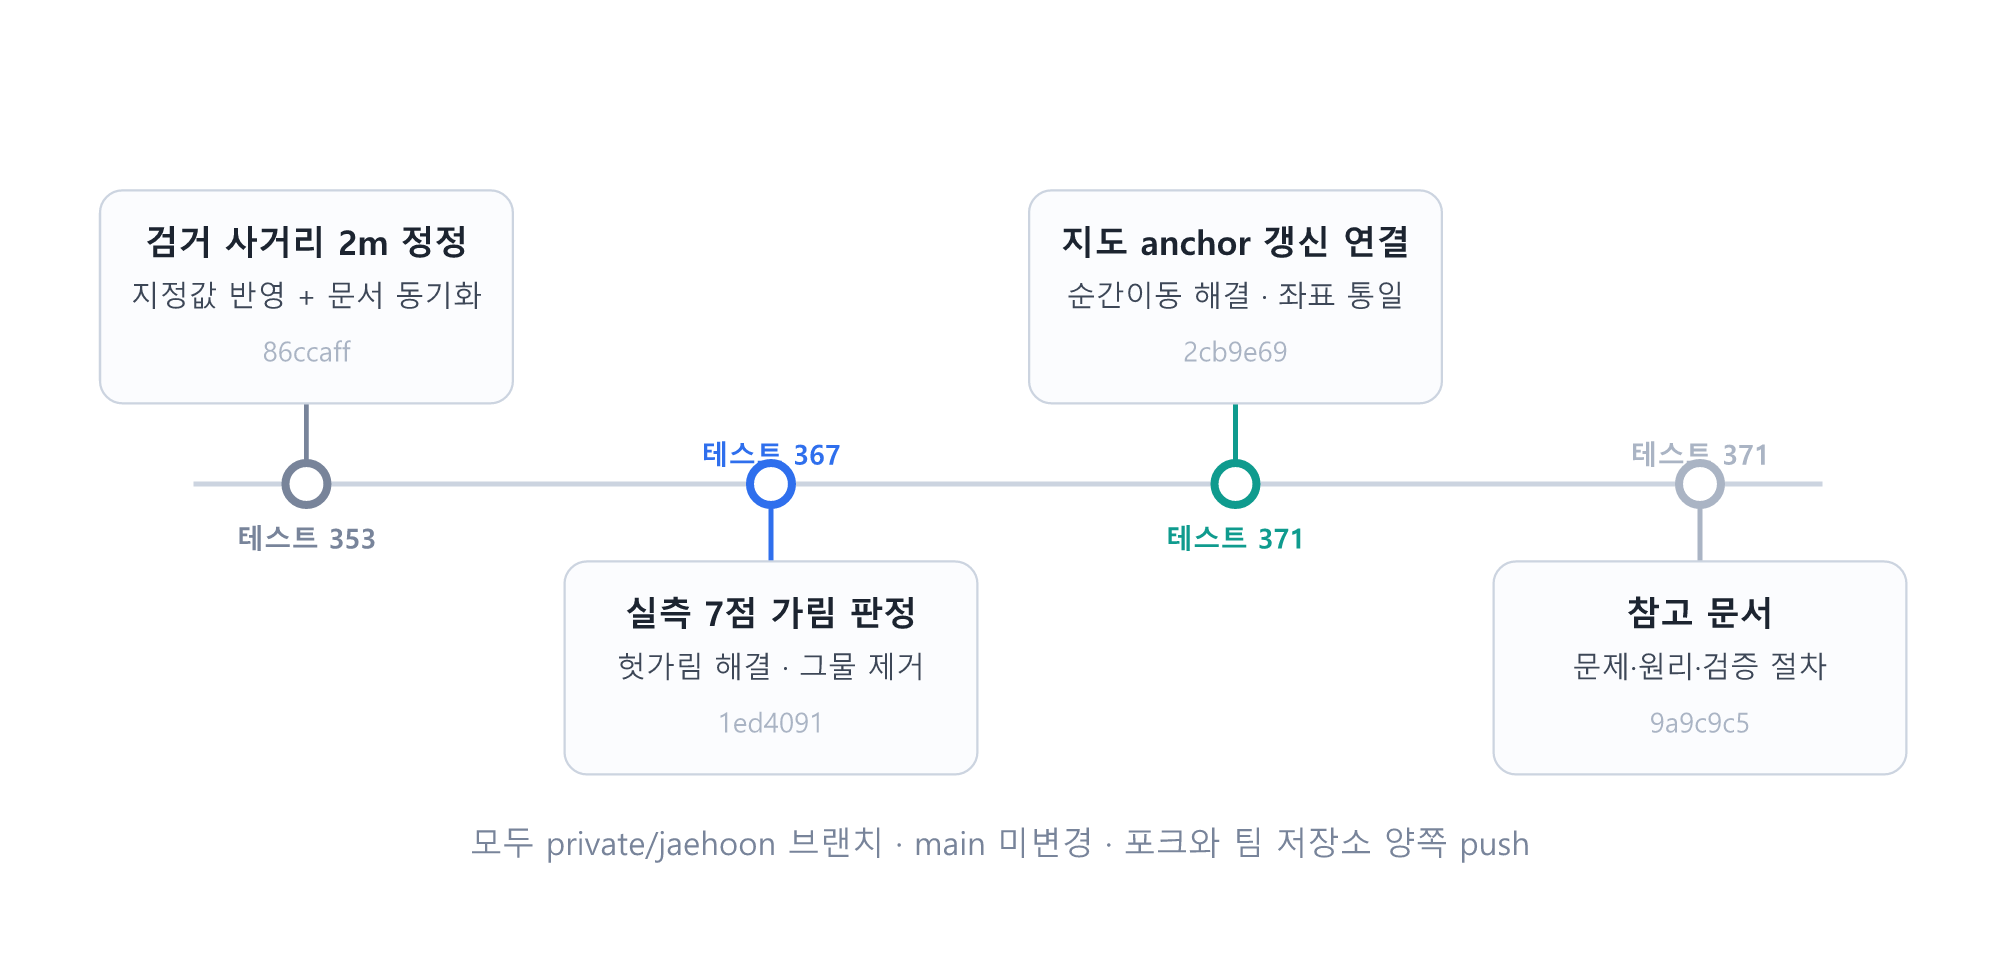 검거 사거리 2m 정정
지정값 반영 + 문서 동기화
86ccaff
테스트 353
테스트 367
실측 7점 가림 판정
헛가림 해결 · 그물 제거
1ed4091
지도 anchor 갱신 연결
순간이동 해결 · 좌표 통일
2cb9e69
테스트 371
테스트 371
참고 문서
문제·원리·검증 절차
9a9c9c5
모두 private/jaehoon 브랜치 · main 미변경 · 포크와 팀 저장소 양쪽 push